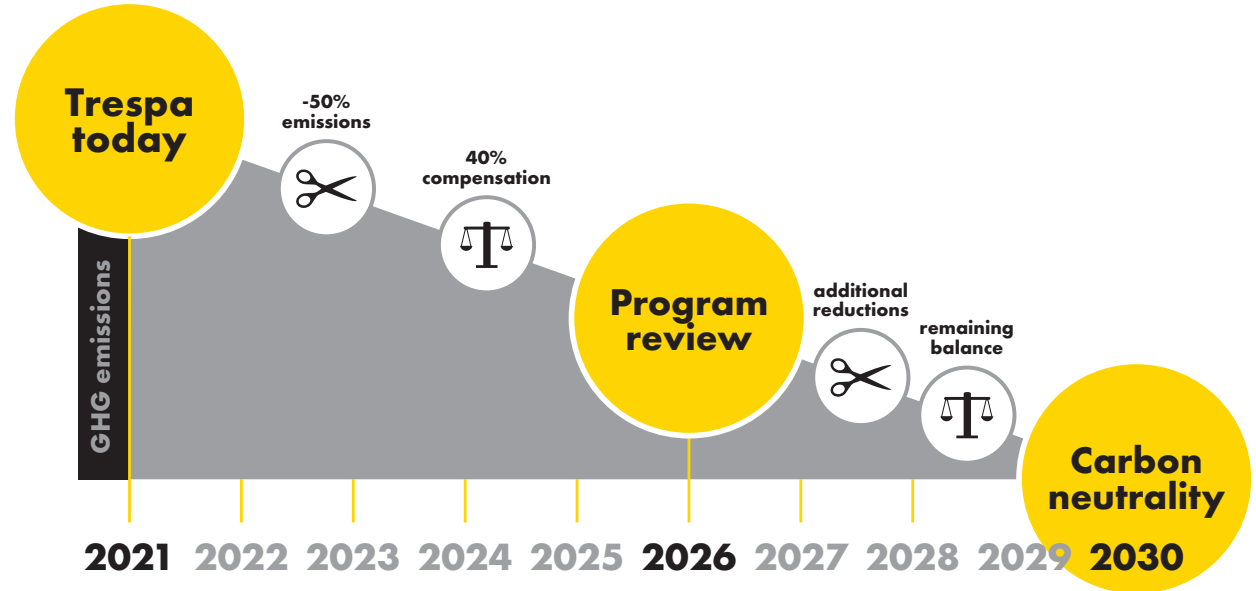 Trespa
today
-50%
emissions
40%
compensation
Program
review
additional
reductions
remaining
balance
Carbon
neutrality
GHG emissions
2021 2022 2023 2024 2025 2026 2027 2028 2029 2030